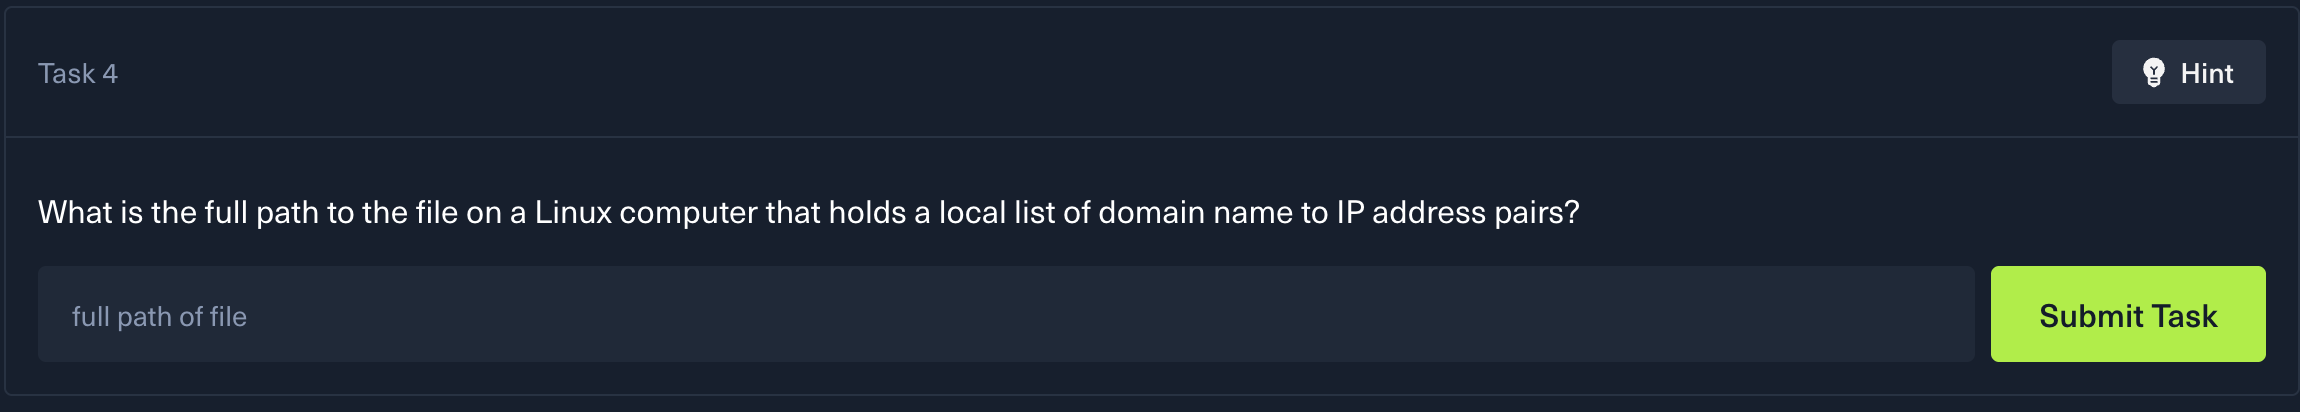 Task 4
Hint
What is the full path to the file on a Linux computer that holds a local list of domain name to IP address pairs?
full path of file
Submit Task